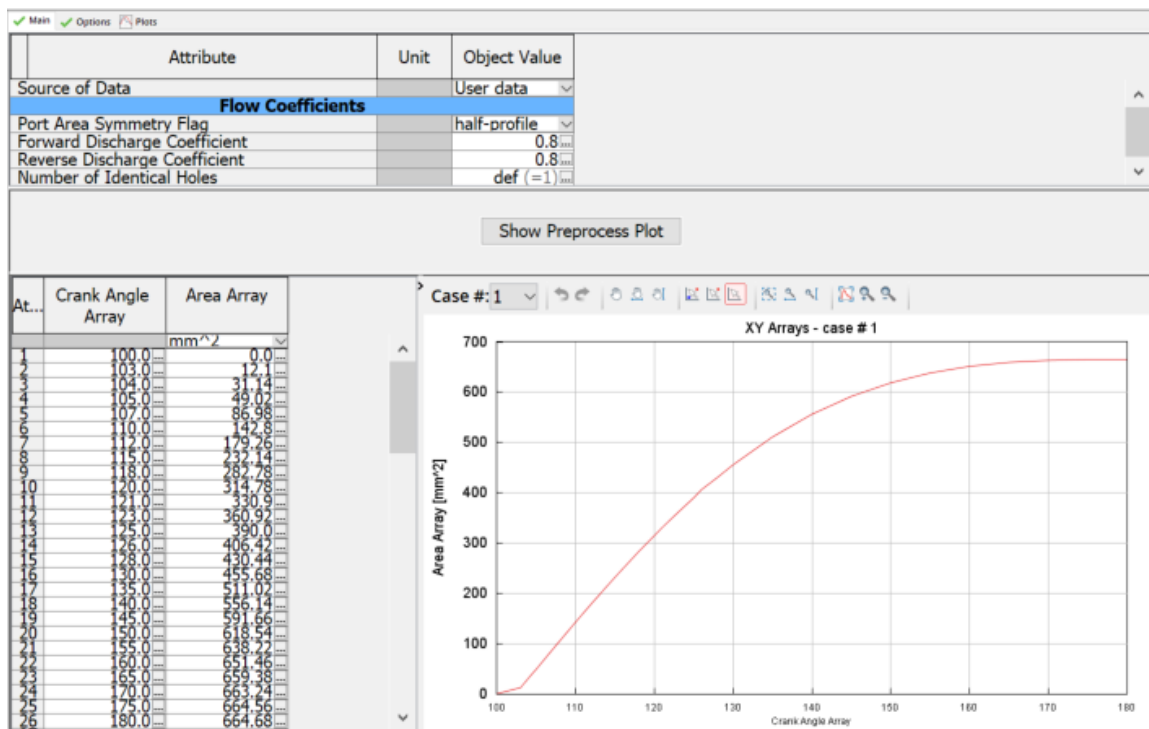 Main Options Plots
Attribute Unit Object Value
Source of Data User data
Flow Coefficients
Port Area Symmetry Flag half-profile
Forward Discharge Coefficient 0.8...
Reverse Discharge Coefficient 0.8...
Number of Identical Holes def (=1)...
Show Preprocess Plot
At... Crank Angle Array Area Array
mm^2
1 100.0... 0.0...
2 103.0... 12.1...
3 104.0... 31.14...
4 105.0... 49.02...
5 107.0... 86.98...
6 110.0... 142.8...
7 112.0... 179.26...
8 115.0... 232.14...
9 118.0... 282.78...
10 120.0... 314.78...
11 121.0... 330.9...
12 123.0... 360.92...
13 125.0... 390.0...
14 126.0... 406.42...
15 128.0... 430.44...
16 130.0... 455.68...
17 135.0... 511.02...
18 140.0... 556.14...
19 145.0... 591.66...
20 150.0... 618.54...
21 155.0... 638.22...
22 160.0... 651.46...
23 165.0... 659.38...
24 170.0... 663.24...
25 175.0... 664.56...
26 180.0... 664.68...
Case #: 1
XY Arrays - case # 1
Area Array [mm^2]
700
600
500
400
300
200
100
0
100 110 120 130 140 150 160 170 180
Crank Angle Array